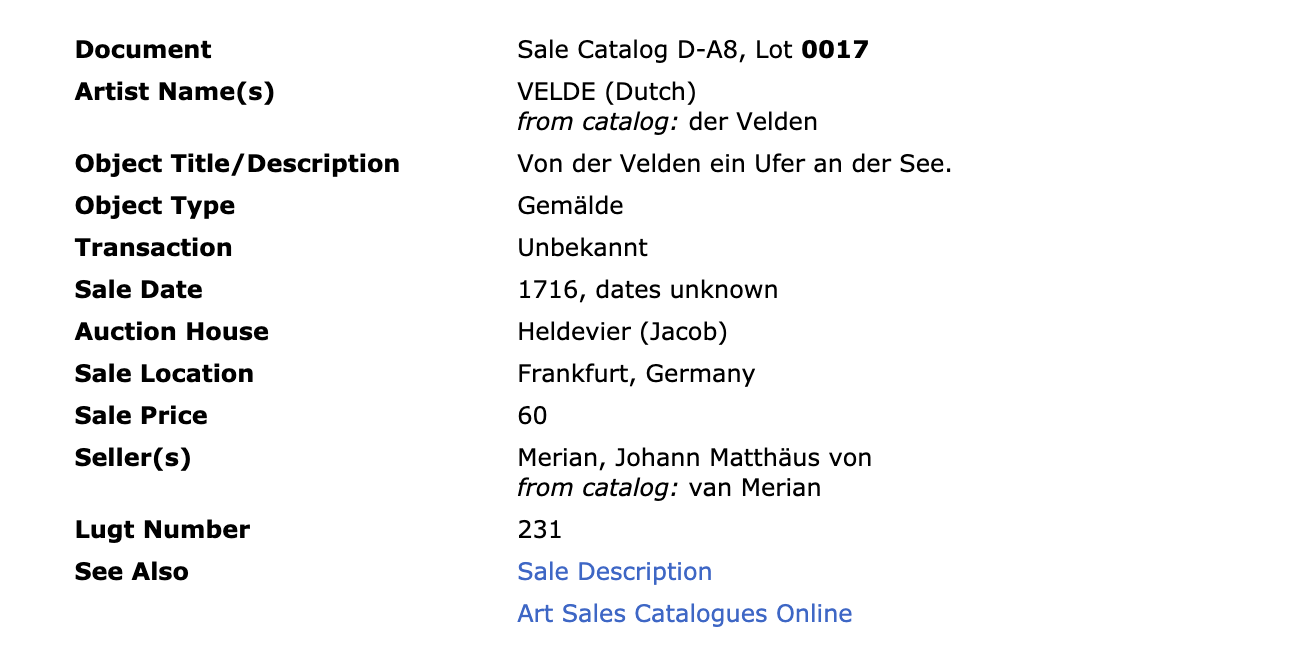 Document Sale Catalog D-A8, Lot 0017
Artist Name(s) VELDE (Dutch)
from catalog: der Velden
Object Title/Description Von der Velden ein Ufer an der See.
Object Type Gemälde
Transaction Unbekannt
Sale Date 1716, dates unknown
Auction House Heldevier (Jacob)
Sale Location Frankfurt, Germany
Sale Price 60
Seller(s) Merian, Johann Matthäus von
from catalog: van Merian
Lugt Number 231
See Also Sale Description
Art Sales Catalogues Online